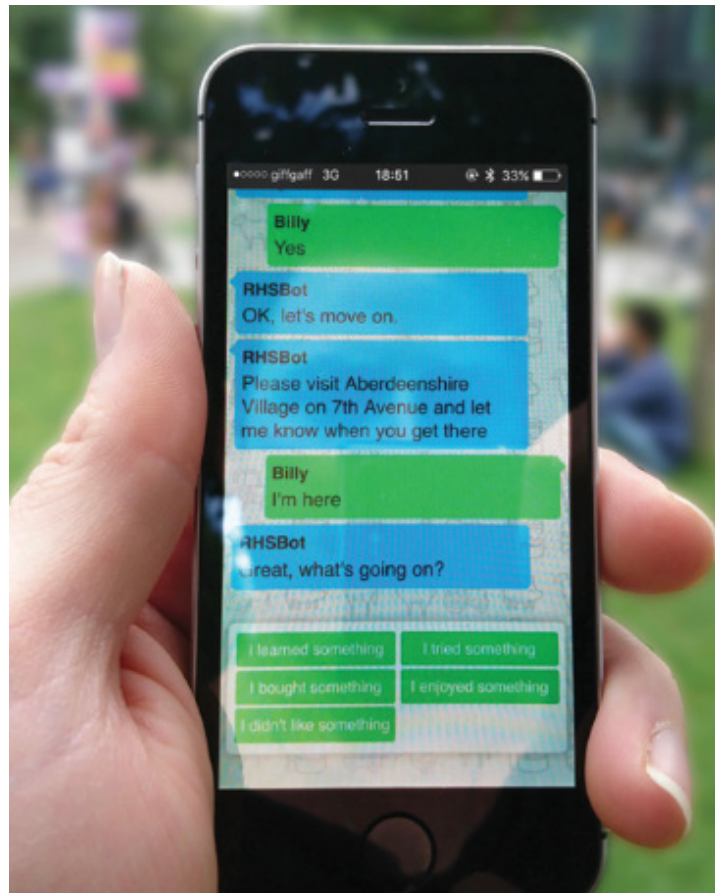 giffgaff 3G 18:51 33%
Billy
Yes
RHSBot
OK, let's move on.
RHSBot
Please visit Aberdeenshire
Village on 7th Avenue and let
me know when you get there
Billy
I'm here
RHSBot
Great, what's going on?
I learned something I tried something
I bought something I enjoyed something
I didn't like something